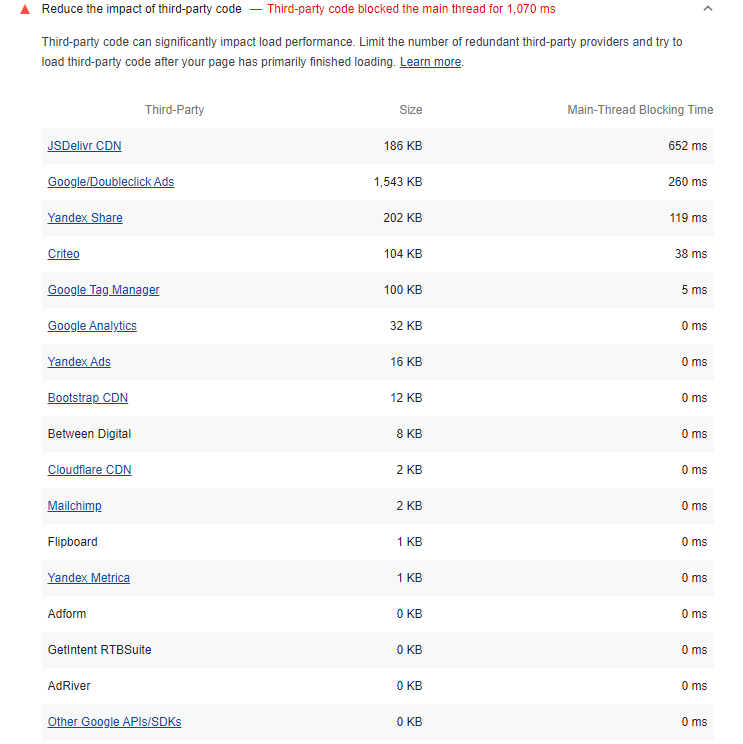 Reduce the impact of third-party code — Third-party code blocked the main thread for 1,070 ms
Third-party code can significantly impact load performance. Limit the number of redundant third-party providers and try to
load third-party code after your page has primarily finished loading. Learn more.
Third-Party Size Main-Thread Blocking Time
JSDelivr CDN 186 KB 652 ms
Google/Doubleclick Ads 1,543 KB 260 ms
Yandex Share 202 KB 119 ms
Criteo 104 KB 38 ms
Google Tag Manager 100 KB 5 ms
Google Analytics 32 KB 0 ms
Yandex Ads 16 KB 0 ms
Bootstrap CDN 12 KB 0 ms
Between Digital 8 KB 0 ms
Cloudflare CDN 2 KB 0 ms
Mailchimp 2 KB 0 ms
Flipboard 1 KB 0 ms
Yandex Metrica 1 KB 0 ms
Adform 0 KB 0 ms
GetIntent RTBSuite 0 KB 0 ms
AdRiver 0 KB 0 ms
Other Google APIs/SDKs 0 KB 0 ms